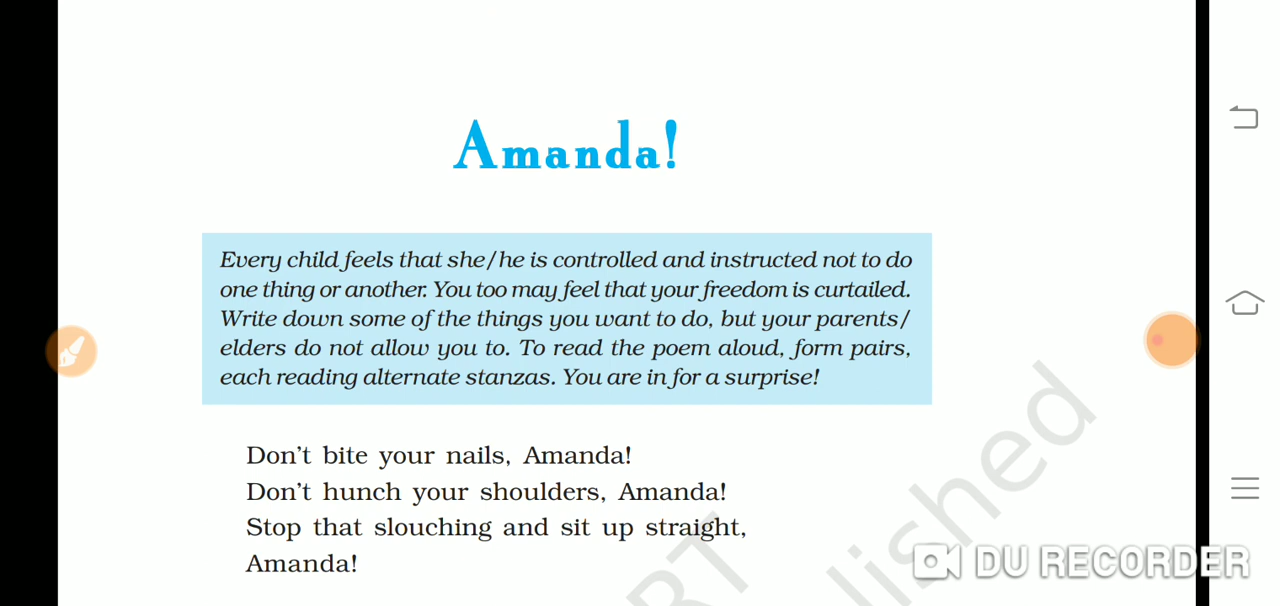 Amanda!
Every child feels that she/he is controlled and instructed not to do
one thing or another. You too may feel that your freedom is curtailed.
Write down some of the things you want to do, but your parents/
elders do not allow you to. To read the poem aloud, form pairs,
each reading alternate stanzas. You are in for a surprise!
Don't bite your nails, Amanda!
Don't hunch your shoulders, Amanda!
Stop that slouching and sit up straight,
Amanda!
DU RECORDER